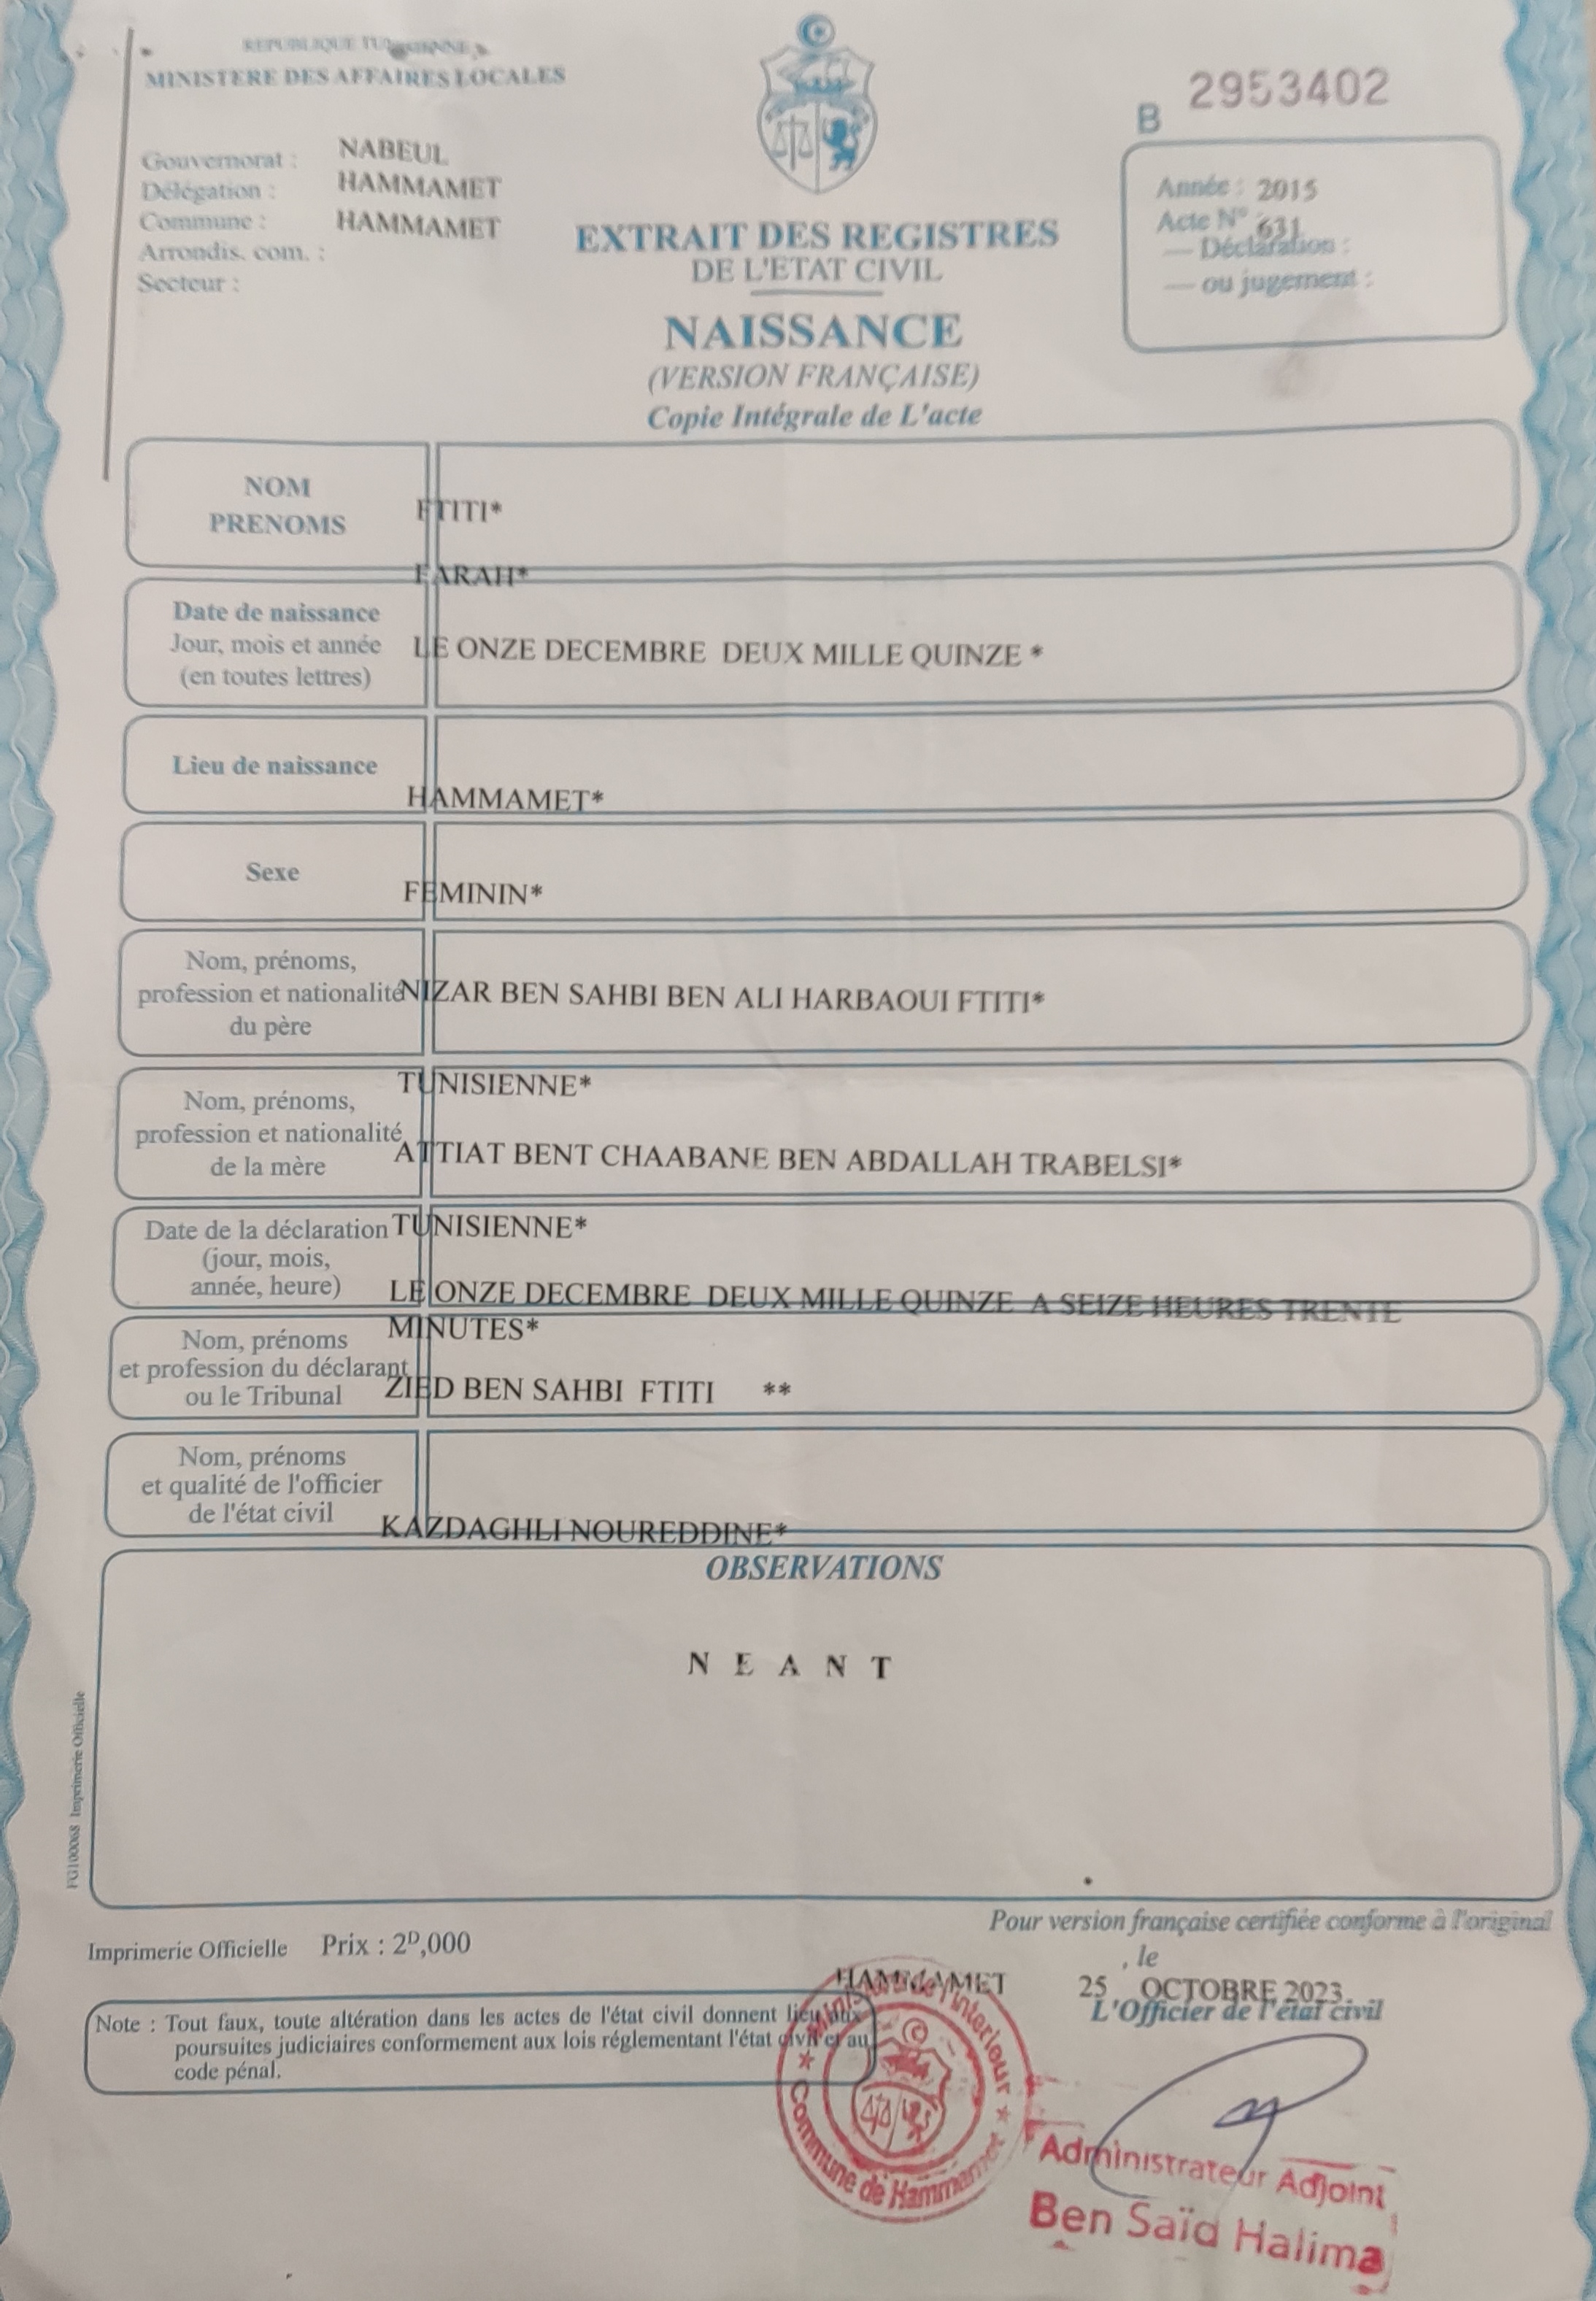 REPUBLIQUE TUNISIENNE
MINISTERE DES AFFAIRES LOCALES
B 2953402
Gouvernorat : NABEUL
Délégation : HAMMAMET
Commune : HAMMAMET
Arrondis. com. :
Secteur :
EXTRAIT DES REGISTRES
DE L'ETAT CIVIL
NAISSANCE
(VERSION FRANÇAISE)
Copie Intégrale de L'acte
Année : 2015
Acte N° 631
— Déclaration :
— ou jugement :
NOM
PRENOMS
FTITI*
FARAH*
Date de naissance
Jour, mois et année
(en toutes lettres)
LE ONZE DECEMBRE DEUX MILLE QUINZE *
Lieu de naissance
HAMMAMET*
Sexe
FEMININ*
Nom, prénoms,
profession et nationalité
du père
NIZAR BEN SAHBI BEN ALI HARBAOUI FTITI*
TUNISIENNE*
Nom, prénoms,
profession et nationalité
de la mère
ATTIAT BENT CHAABANE BEN ABDALLAH TRABELSI*
TUNISIENNE*
Date de la déclaration
(jour, mois,
année, heure)
LE ONZE DECEMBRE DEUX MILLE QUINZE A SEIZE HEURES TRENTE
MINUTES*
Nom, prénoms
et profession du déclarant
ou le Tribunal
ZIED BEN SAHBI FTITI **
Nom, prénoms
et qualité de l'officier
de l'état civil
KAZDAGHLI NOUREDDINE*
OBSERVATIONS
N E A N T
FG100068 Imprimerie Officielle
Pour version française certifiée conforme à l'original
Imprimerie Officielle Prix : 2ᴰ,000
, le
HAMMAMET 25 OCTOBRE 2023
L'Officier de l'état civil
Note : Tout faux, toute altération dans les actes de l'état civil donnent lieu aux
poursuites judiciaires conformement aux lois réglementant l'état civil et au
code pénal.
Ministère de l'Interieur
Commune de Hammamet
Administrateur Adjoint
Ben Saïd Halima